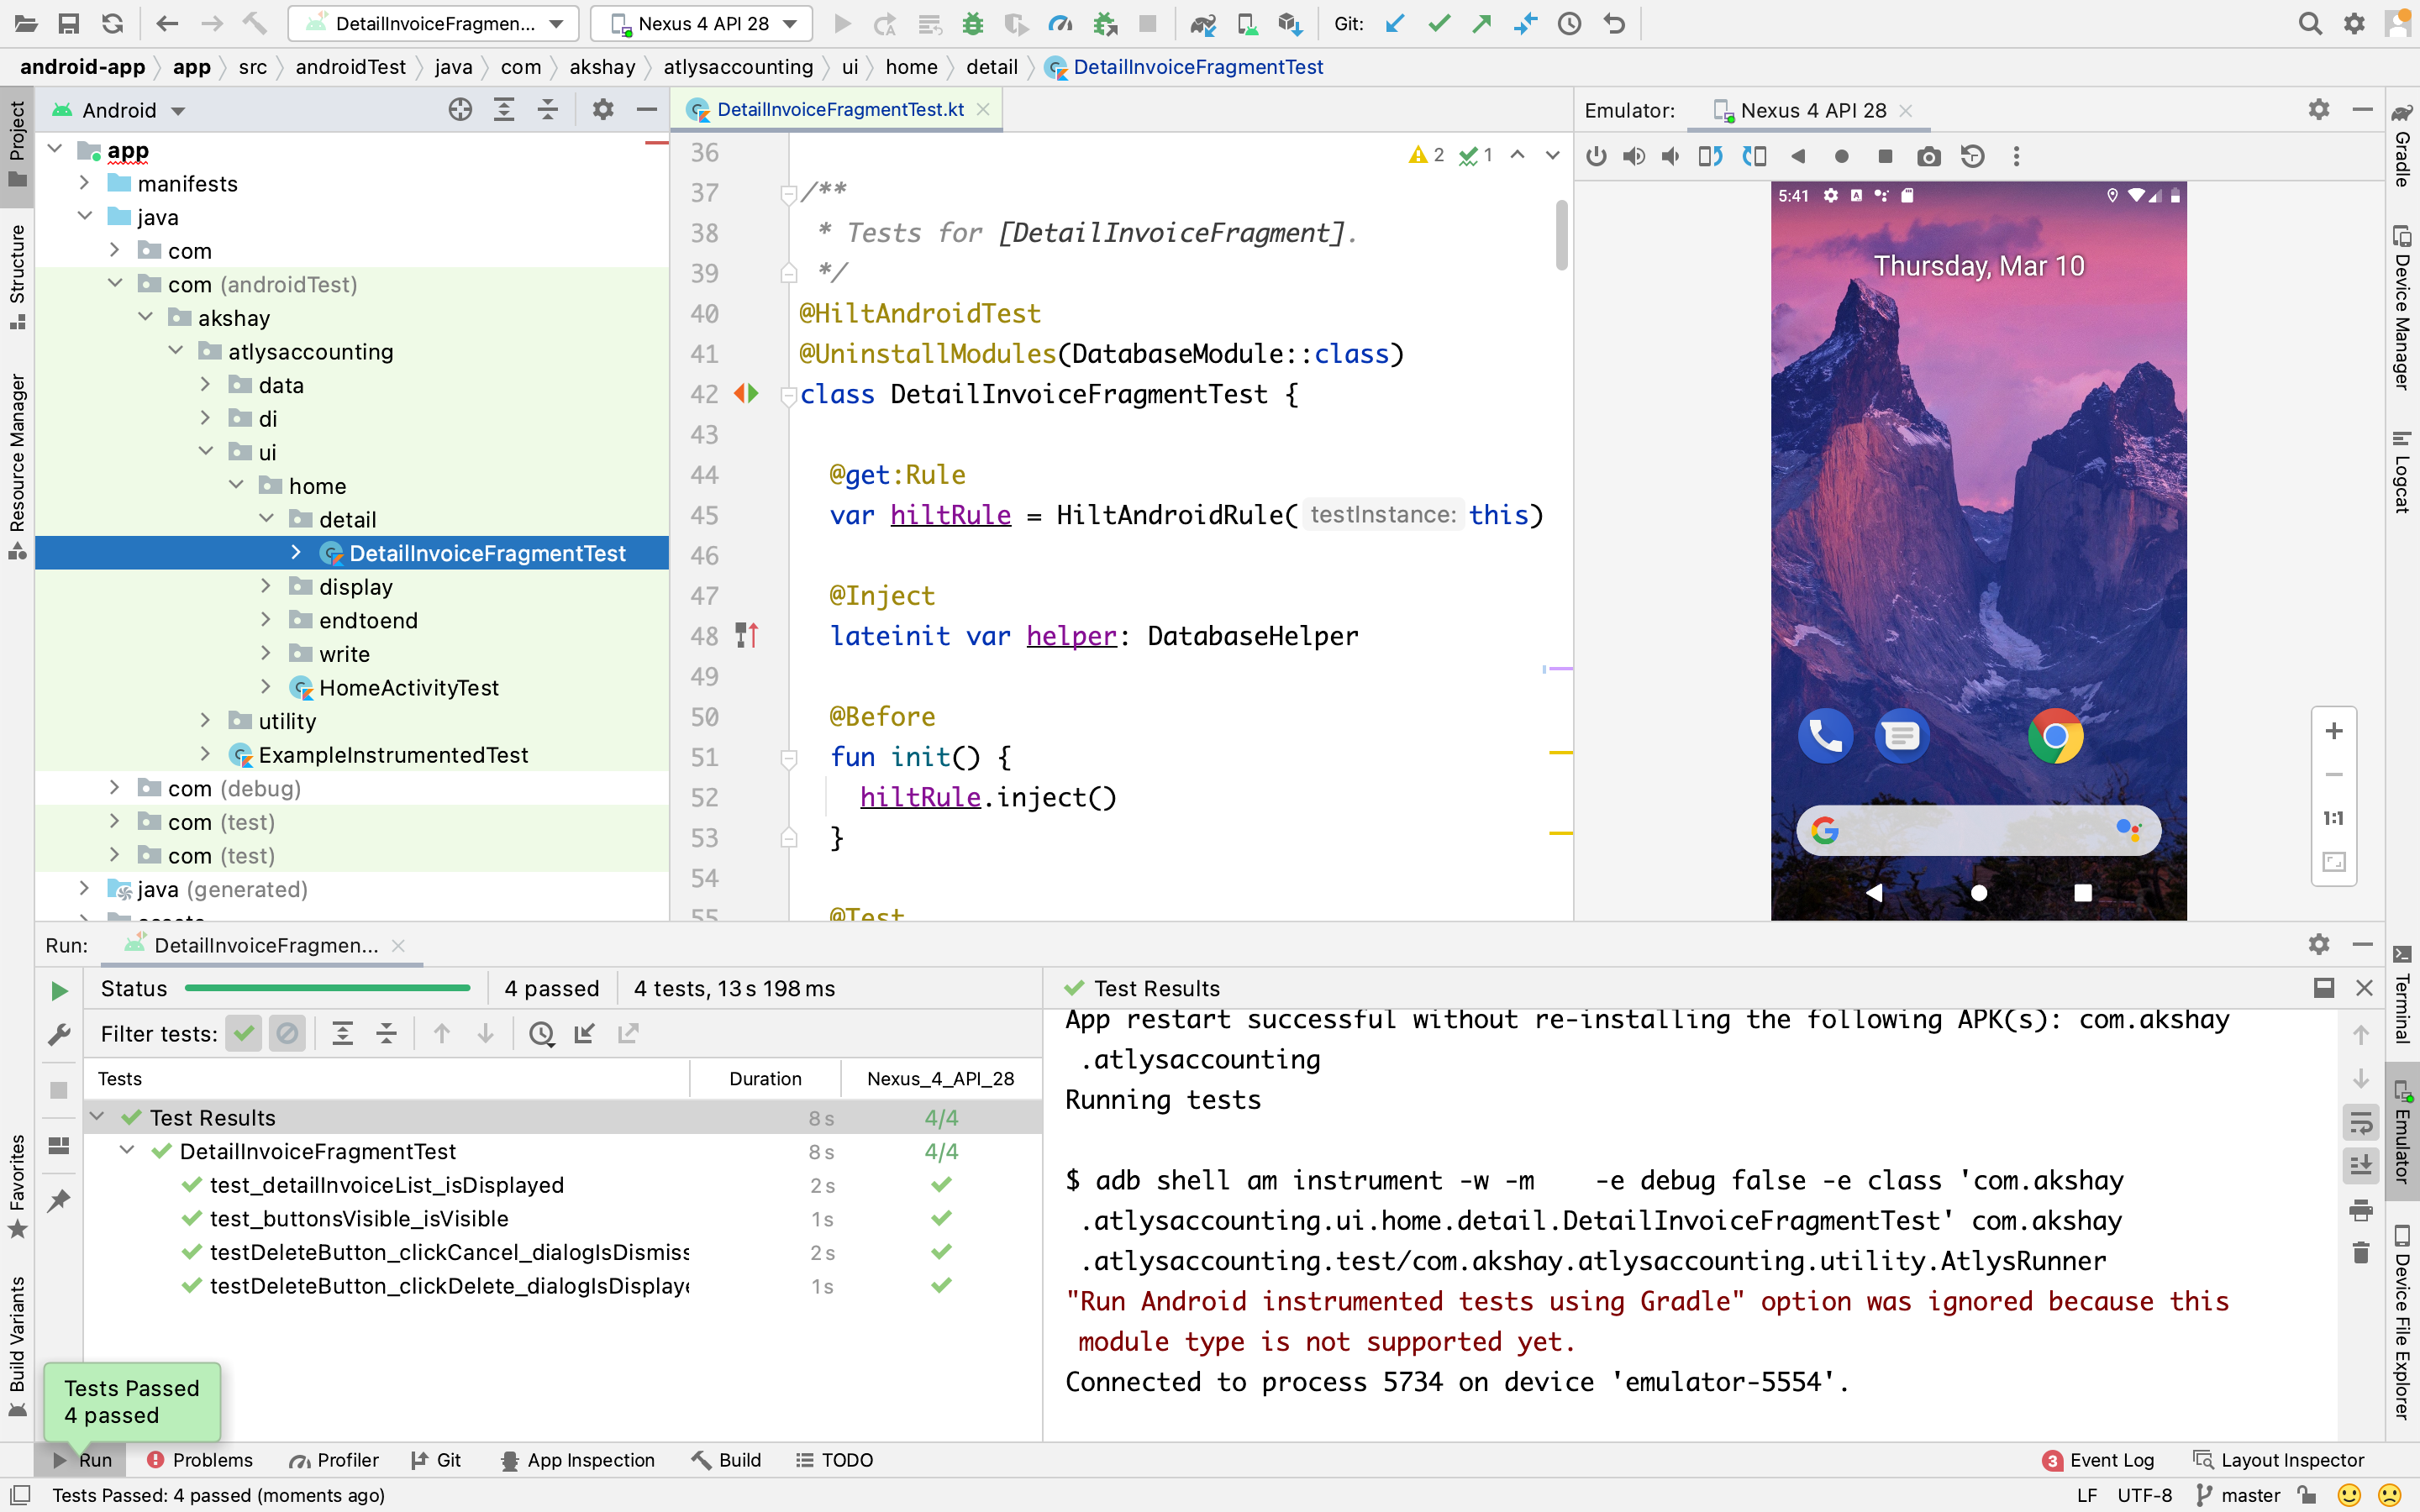 DetailInvoiceFragmen...
Nexus 4 API 28
Git:
android-app
app
src
androidTest
java
com
akshay
atlysaccounting
ui
home
detail
DetailInvoiceFragmentTest
Project
Structure
Resource Manager
Android
app
manifests
java
com
com (androidTest)
akshay
atlysaccounting
data
di
ui
home
detail
DetailInvoiceFragmentTest
display
endtoend
write
HomeActivityTest
utility
ExampleInstrumentedTest
com (debug)
com (test)
com (test)
java (generated)
assets
DetailInvoiceFragmentTest.kt
2 1
36
37 /**
38 * Tests for [DetailInvoiceFragment].
39 */
40 @HiltAndroidTest
41 @UninstallModules(DatabaseModule::class)
42 class DetailInvoiceFragmentTest {
43
44 @get:Rule
45 var hiltRule = HiltAndroidRule( testInstance: this)
46
47 @Inject
48 lateinit var helper: DatabaseHelper
49
50 @Before
51 fun init() {
52 hiltRule.inject()
53 }
54
55 @Test
Emulator: Nexus 4 API 28
5:41
Thursday, Mar 10
1:1
Gradle
Device Manager
Logcat
Terminal
Emulator
Device File Explorer
Run: DetailInvoiceFragmen...
Status 4 passed 4 tests, 13 s 198 ms
Filter tests:
Tests Duration Nexus_4_API_28
Test Results 8 s 4/4
DetailInvoiceFragmentTest 8 s 4/4
test_detailInvoiceList_isDisplayed 2 s
test_buttonsVisible_isVisible 1 s
testDeleteButton_clickCancel_dialogIsDismiss 2 s
testDeleteButton_clickDelete_dialogIsDisplaye 1 s
Test Results
App restart successful without re-installing the following APK(s): com.akshay
.atlysaccounting
Running tests
$ adb shell am instrument -w -m    -e debug false -e class 'com.akshay
.atlysaccounting.ui.home.detail.DetailInvoiceFragmentTest' com.akshay
.atlysaccounting.test/com.akshay.atlysaccounting.utility.AtlysRunner
"Run Android instrumented tests using Gradle" option was ignored because this
module type is not supported yet.
Connected to process 5734 on device 'emulator-5554'.
Favorites
Build Variants
Tests Passed
4 passed
Run
Problems
Profiler
Git
App Inspection
Build
TODO
3 Event Log
Layout Inspector
Tests Passed: 4 passed (moments ago)
LF UTF-8 master